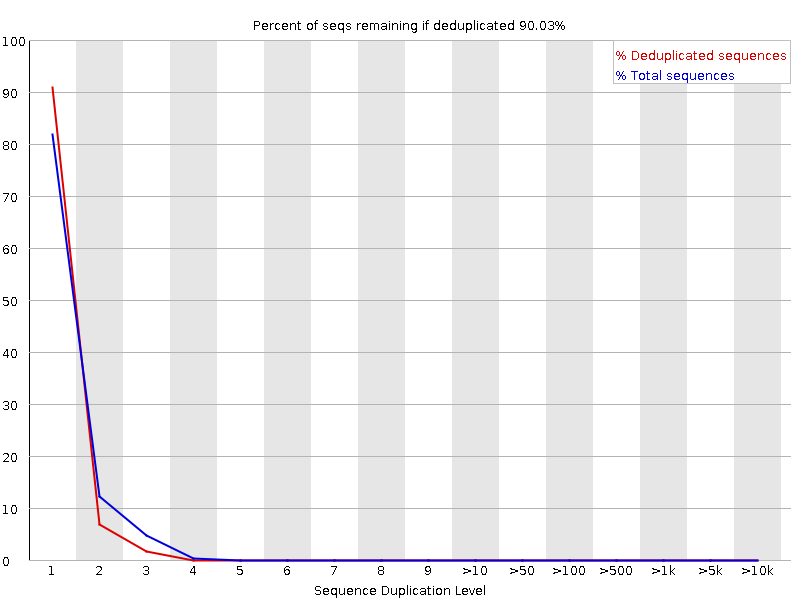 Percent of seqs remaining if deduplicated 90.03%
% Deduplicated sequences
% Total sequences
100
90
80
70
60
50
40
30
20
10
0
1 2 3 4 5 6 7 8 9 >10 >50 >100 >500 >1k >5k >10k
Sequence Duplication Level